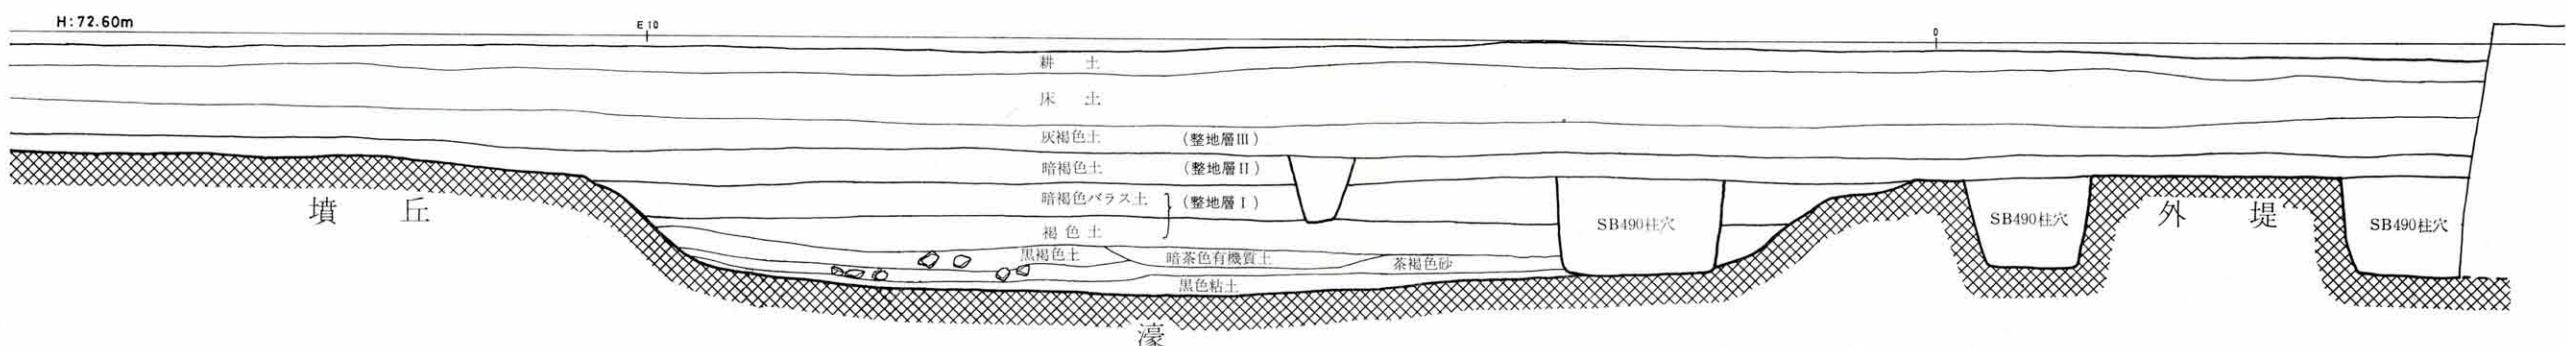 H:72.60m
E10
0
耕 土
床 土
灰褐色土 (整地層III)
暗褐色土 (整地層II)
暗褐色バラス土 (整地層I)
褐色土
黒褐色土
暗茶色有機質土
茶褐色砂
黒色粘土
SB490柱穴
SB490柱穴
SB490柱穴
墳 丘
外 堤
濠